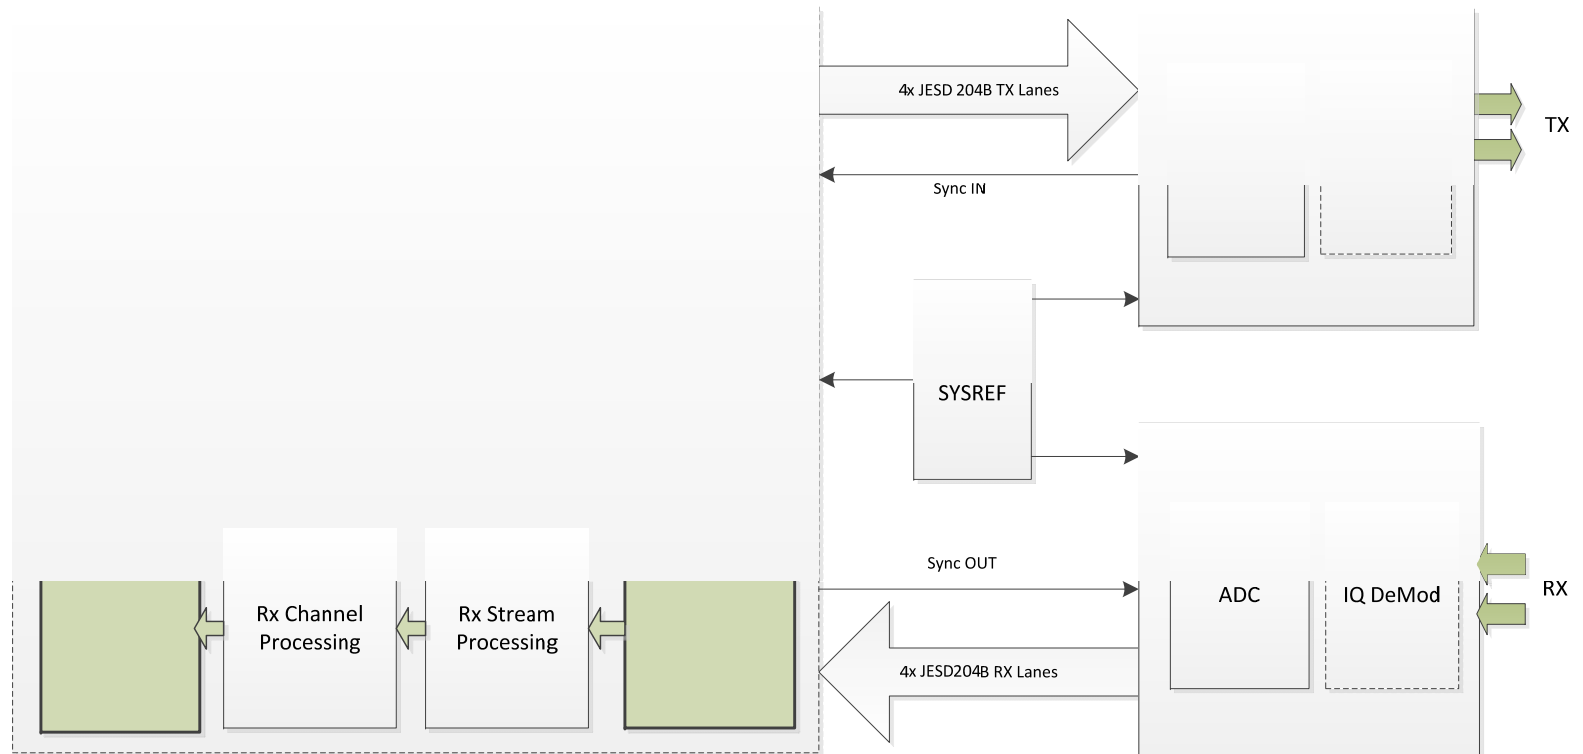 4x JESD 204B TX Lanes
TX
Sync IN
SYSREF
Sync OUT
ADC
IQ DeMod
RX
Rx Channel
Processing
Rx Stream
Processing
4x JESD204B RX Lanes